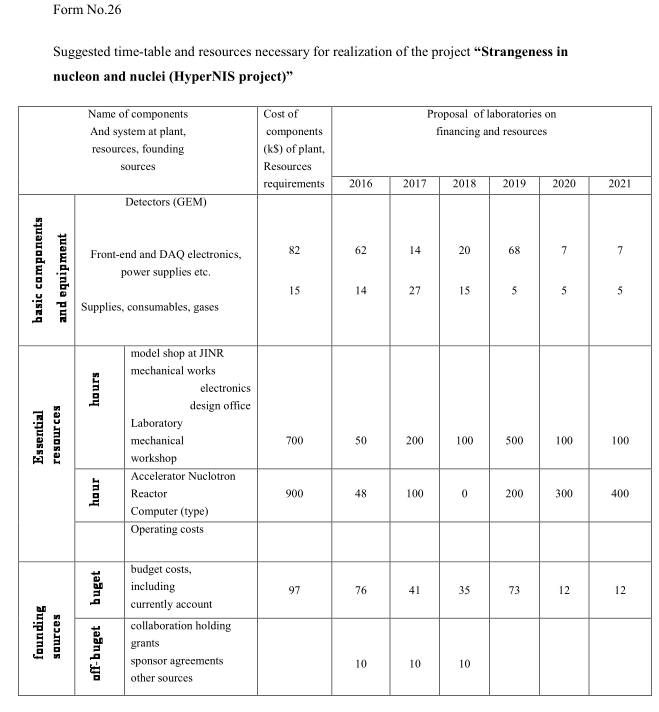 Form No.26
Suggested time-table and resources necessary for realization of the project “Strangeness in
nucleon and nuclei (HyperNIS project)”
Name of components
And system at plant,
resources, founding
sources
Cost of
components
(k$) of plant,
Resources
requirements
Proposal of laboratories on
financing and resources
2016 2017 2018 2019 2020 2021
basic components
and equipment
Detectors (GEM)
Front-end and DAQ electronics,
power supplies etc.
82 62 14 20 68 7 7
15 14 27 15 5 5 5
Supplies, consumables, gases
Essential
resources
hours
model shop at JINR
mechanical works
electronics
design office
Laboratory
mechanical
workshop
700 50 200 100 500 100 100
hour
Accelerator Nuclotron
Reactor
Computer (type)
900 48 100 0 200 300 400
Operating costs
founding
sources
buget
budget costs,
including
currently account
97 76 41 35 73 12 12
off-buget
collaboration holding
grants
sponsor agreements
other sources
10 10 10